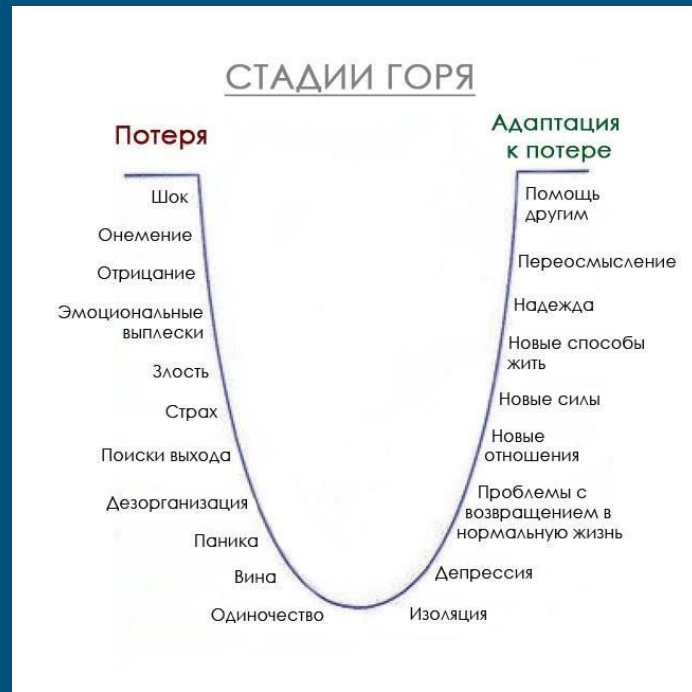 СТАДИИ ГОРЯ
Потеря
Шок
Онемение
Отрицание
Эмоциональные
выплески
Злость
Страх
Поиски выхода
Дезорганизация
Паника
Вина
Одиночество
Адаптация
к потере
Помощь
другим
Переосмысление
Надежда
Новые способы
жить
Новые силы
Новые
отношения
Проблемы с
возвращением в
нормальную жизнь
Депрессия
Изоляция